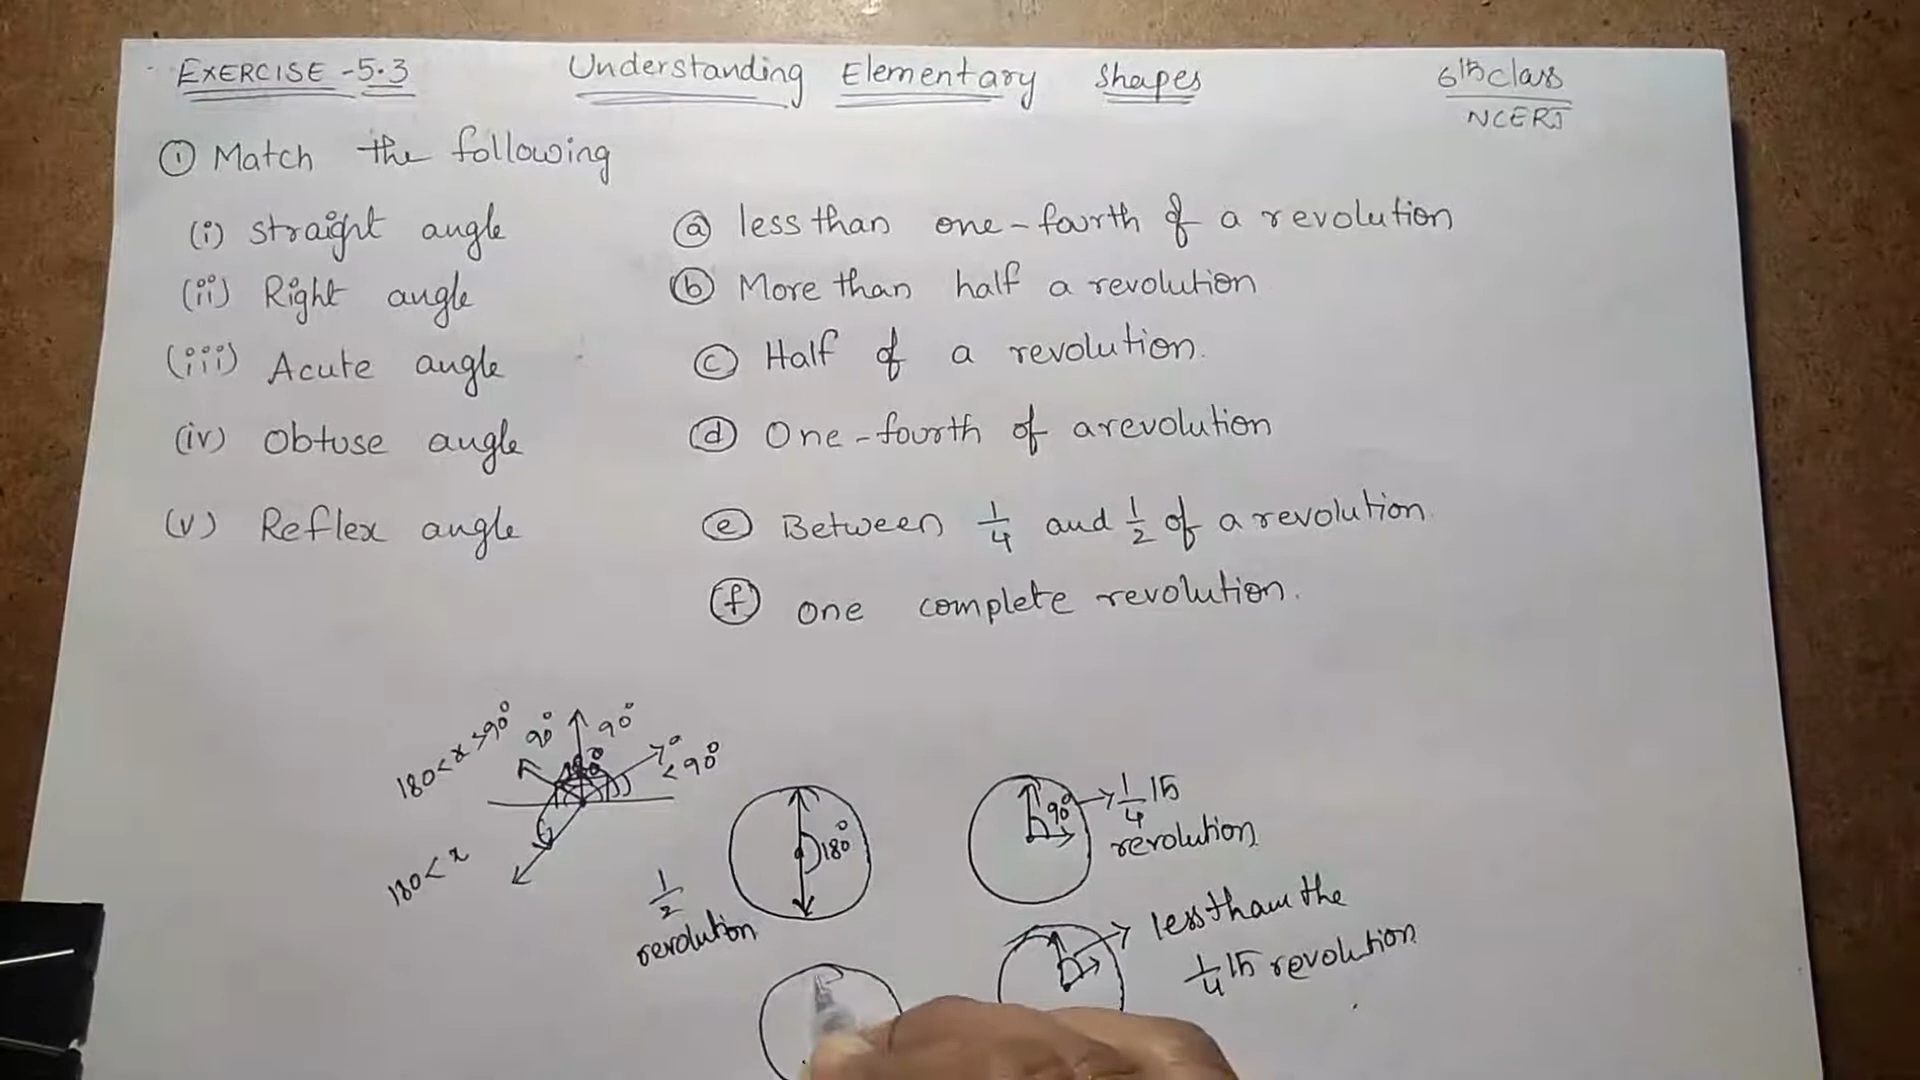 EXERCISE - 5.3 Understanding Elementary Shapes 6th Class
NCERT
① Match the following
(i) straight angle ⓐ less than one-fourth of a revolution
(ii) Right angle ⓑ More than half a revolution
(iii) Acute angle ⓒ Half of a revolution.
(iv) Obtuse angle ⓓ One-fourth of a revolution
(v) Reflex angle ⓔ Between 1/4 and 1/2 of a revolution.
ⓕ one complete revolution.
180 < x > 90° 90° 90°
< 90°
180 < x
180°
1/2
revolution
90° → 1/4 th
revolution
→ less than the
1/4 th revolution